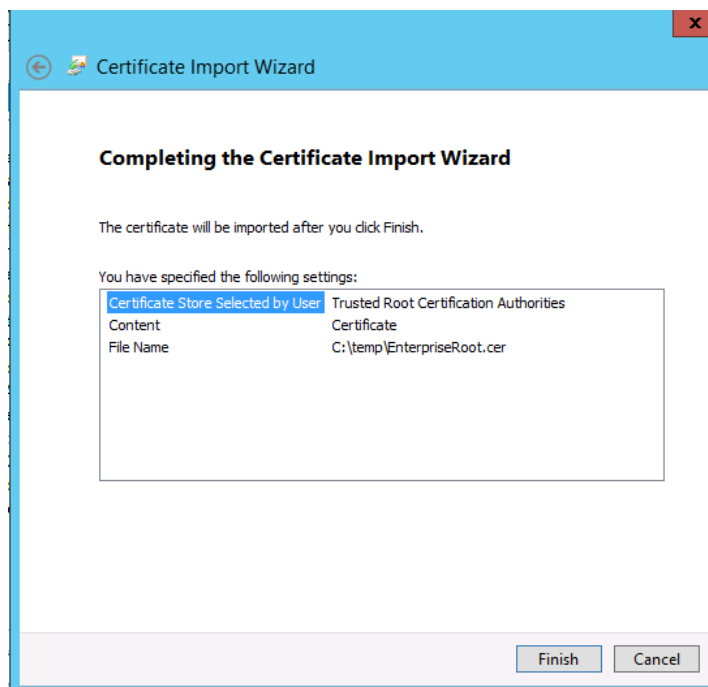 x
Certificate Import Wizard
Completing the Certificate Import Wizard
The certificate will be imported after you click Finish.
You have specified the following settings:
Certificate Store Selected by User Trusted Root Certification Authorities
Content Certificate
File Name C:\temp\EnterpriseRoot.cer
Finish Cancel